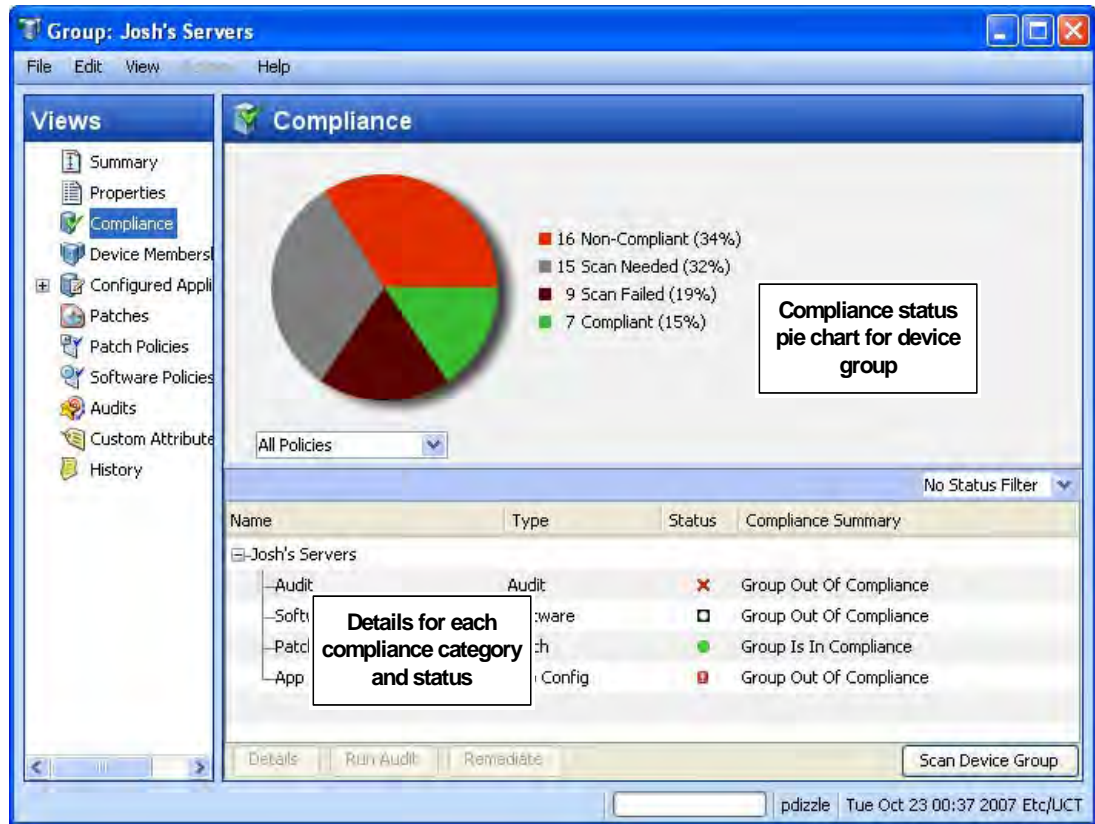 Group: Josh's Servers
File Edit View Help
Views
Summary
Properties
Compliance
Device Membersl
Configured Appli
Patches
Patch Policies
Software Policies
Audits
Custom Attribute
History
Compliance
16 Non-Compliant (34%)
15 Scan Needed (32%)
9 Scan Failed (19%)
7 Compliant (15%)
Compliance status
pie chart for device
group
All Policies
No Status Filter
Name Type Status Compliance Summary
Josh's Servers
Audit Audit Group Out Of Compliance
Softw tware Group Out Of Compliance
Patcl ch Group Is In Compliance
App Config Group Out Of Compliance
Details for each
compliance category
and status
Details Run Audit Remediate Scan Device Group
pdizzle Tue Oct 23 00:37 2007 Etc/UCT